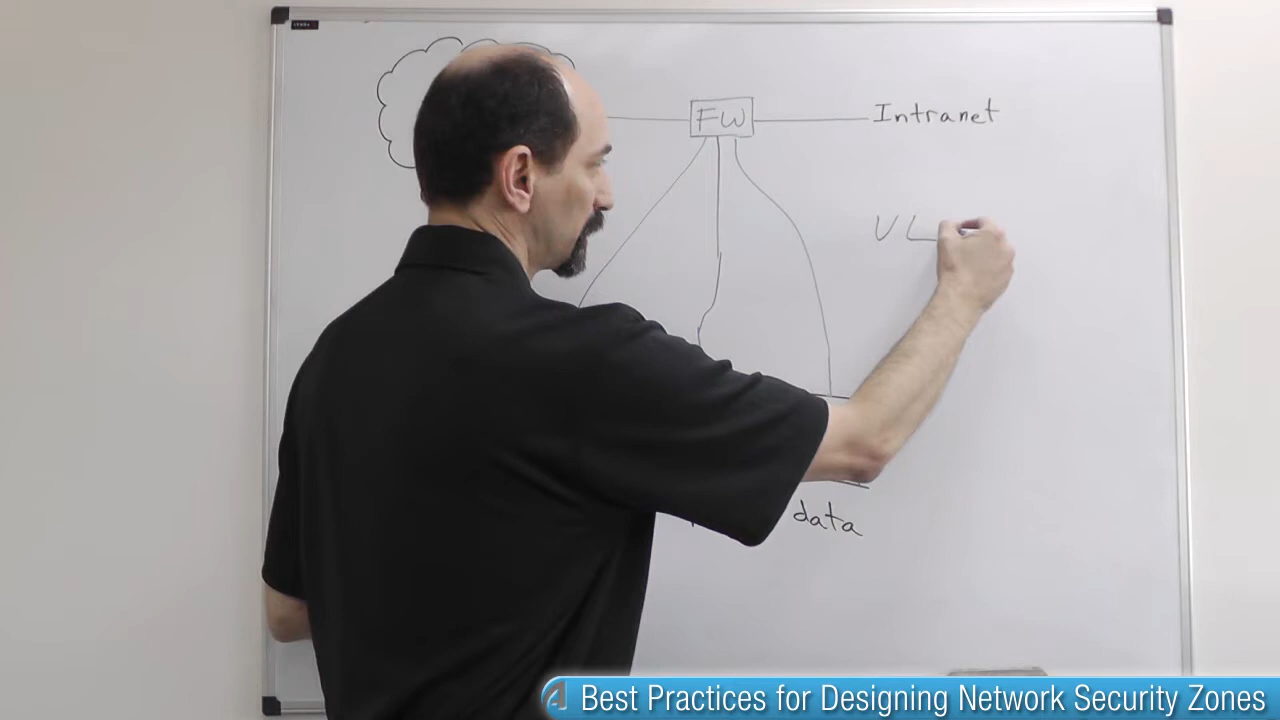 FW
Intranet
VL
data
Best Practices for Designing Network Security Zones